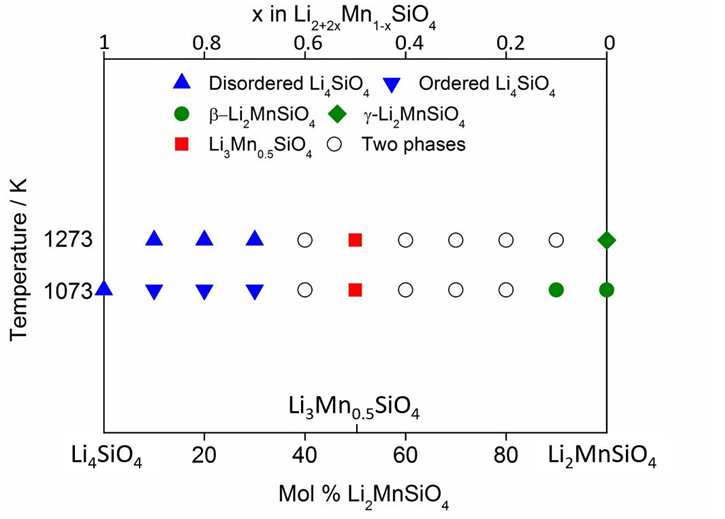 x in Li₂₊₂ₓMn₁₋ₓSiO₄
1 0.8 0.6 0.4 0.2 0
Disordered Li₄SiO₄ Ordered Li₄SiO₄
β–Li₂MnSiO₄ γ-Li₂MnSiO₄
Li₃Mn₀.₅SiO₄ Two phases
Temperature / K
1273
1073
Li₃Mn₀.₅SiO₄
Li₄SiO₄ 20 40 60 80 Li₂MnSiO₄
Mol % Li₂MnSiO₄